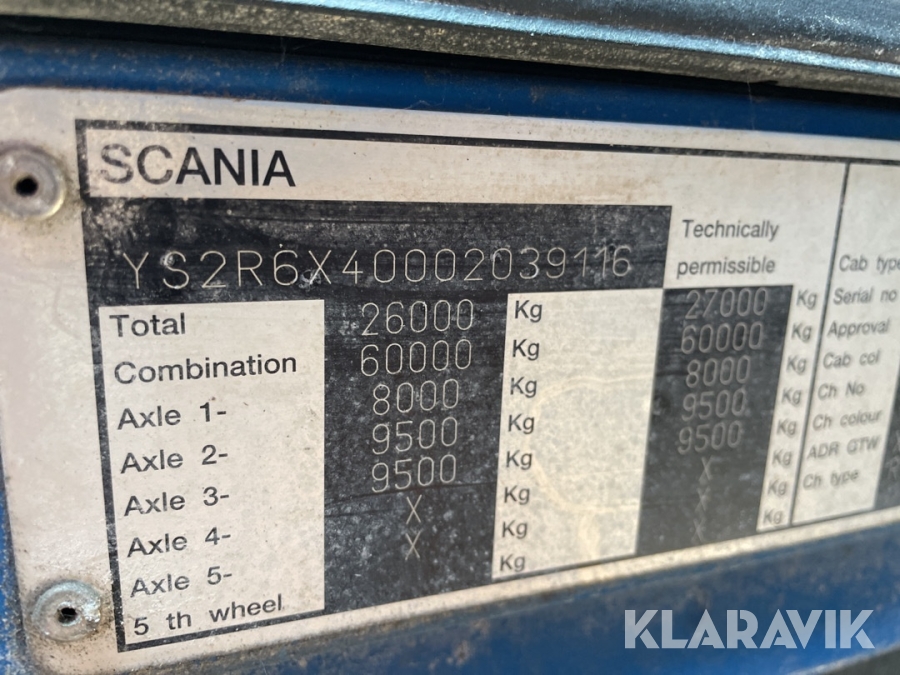 SCANIA
YS2R6X40002039116
Technically
permissible
Total 26000 Kg 27000 Kg
Combination 60000 Kg 60000 Kg
Axle 1- 8000 Kg 8000 Kg
Axle 2- 9500 Kg 9500 Kg
Axle 3- 9500 Kg 9500 Kg
Axle 4- X Kg X Kg
Axle 5- X Kg X Kg
5 th wheel Kg
Cab type
Serial no
Approval
Cab col
Ch No
Ch colour
ADR GTW
Ch type
KLARAVIK